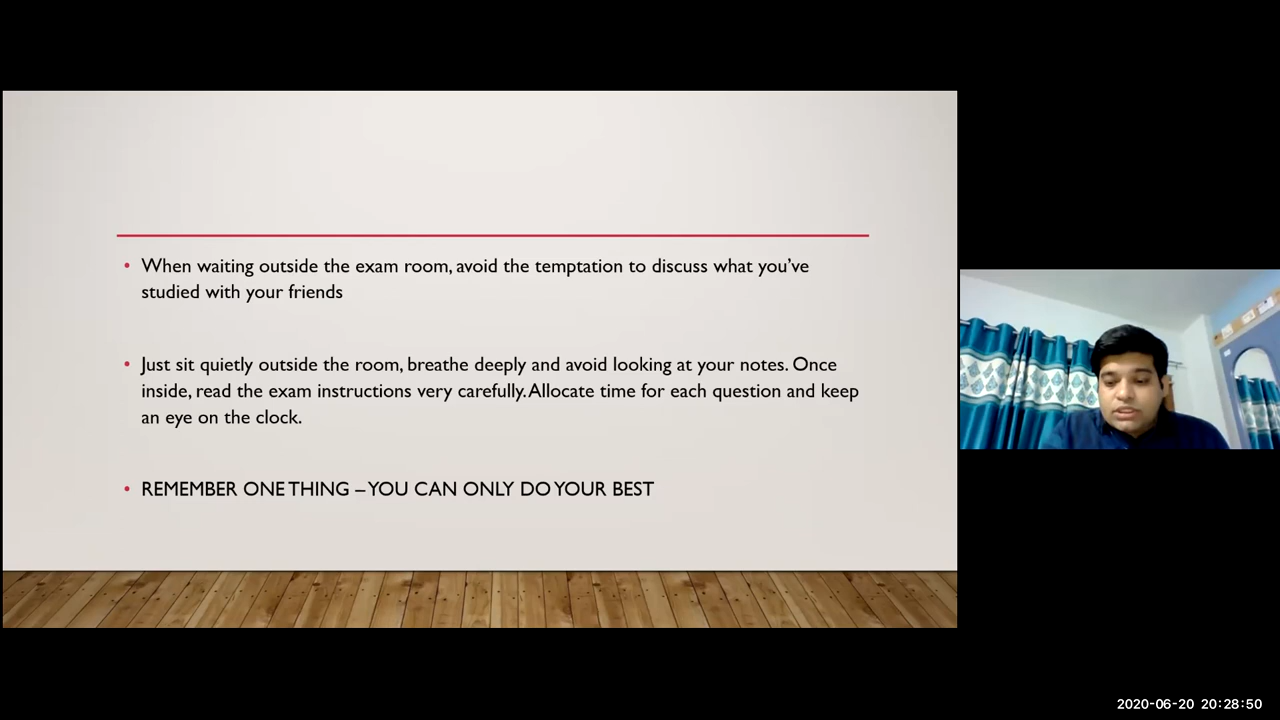 When waiting outside the exam room, avoid the temptation to discuss what you've
studied with your friends
Just sit quietly outside the room, breathe deeply and avoid looking at your notes. Once
inside, read the exam instructions very carefully. Allocate time for each question and keep
an eye on the clock.
REMEMBER ONE THING – YOU CAN ONLY DO YOUR BEST
2020-06-20 20:28:50